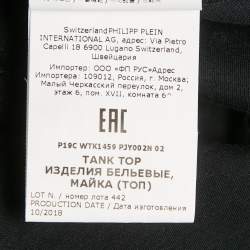 SwitzerlandPHILIPP PLEIN
INTERNATIONAL AG, адрес: Via Pietro
Capelli 18 6900 Lugano Switzerland,
Швейцария
Импортер: ООО «ФП РУС»Адрес
Импортера: 109012, Россия, г. Москва;
Малый Черкасский переулок, дом 2,
этаж 6, пом. XVII, комната 6^
EAC
P19C WTK1459 PJY002N 02
TANK TOP
ИЗДЕЛИЯ БЕЛЬЕВЫЕ,
МАЙКА (ТОП)
LOT N. / номер лота 442
PRODUCTION DATE / ДАТА ИЗГОТОВЛЕНИЯ
10/2018